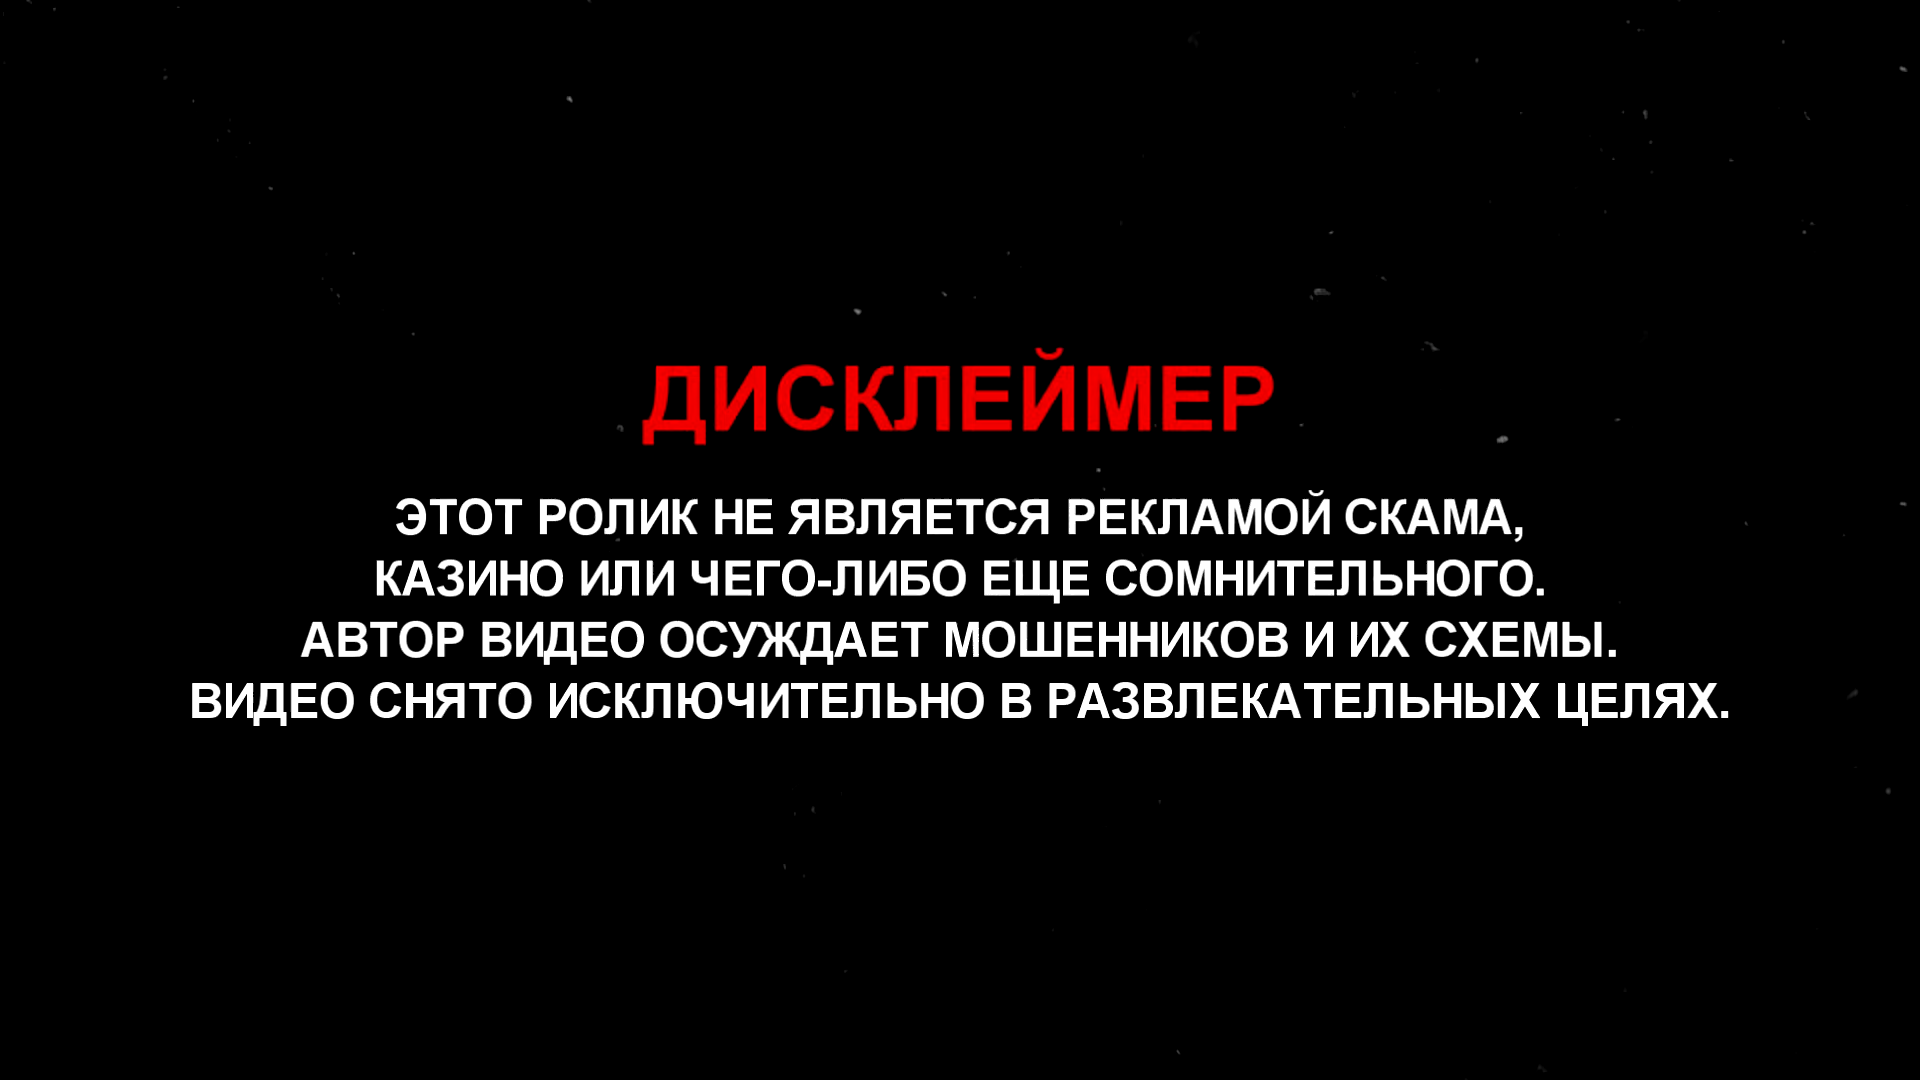 ДИСКЛЕЙМЕР
ЭТОТ РОЛИК НЕ ЯВЛЯЕТСЯ РЕКЛАМОЙ СКАМА,
КАЗИНО ИЛИ ЧЕГО-ЛИБО ЕЩЕ СОМНИТЕЛЬНОГО.
АВТОР ВИДЕО ОСУЖДАЕТ МОШЕННИКОВ И ИХ СХЕМЫ.
ВИДЕО СНЯТО ИСКЛЮЧИТЕЛЬНО В РАЗВЛЕКАТЕЛЬНЫХ ЦЕЛЯХ.